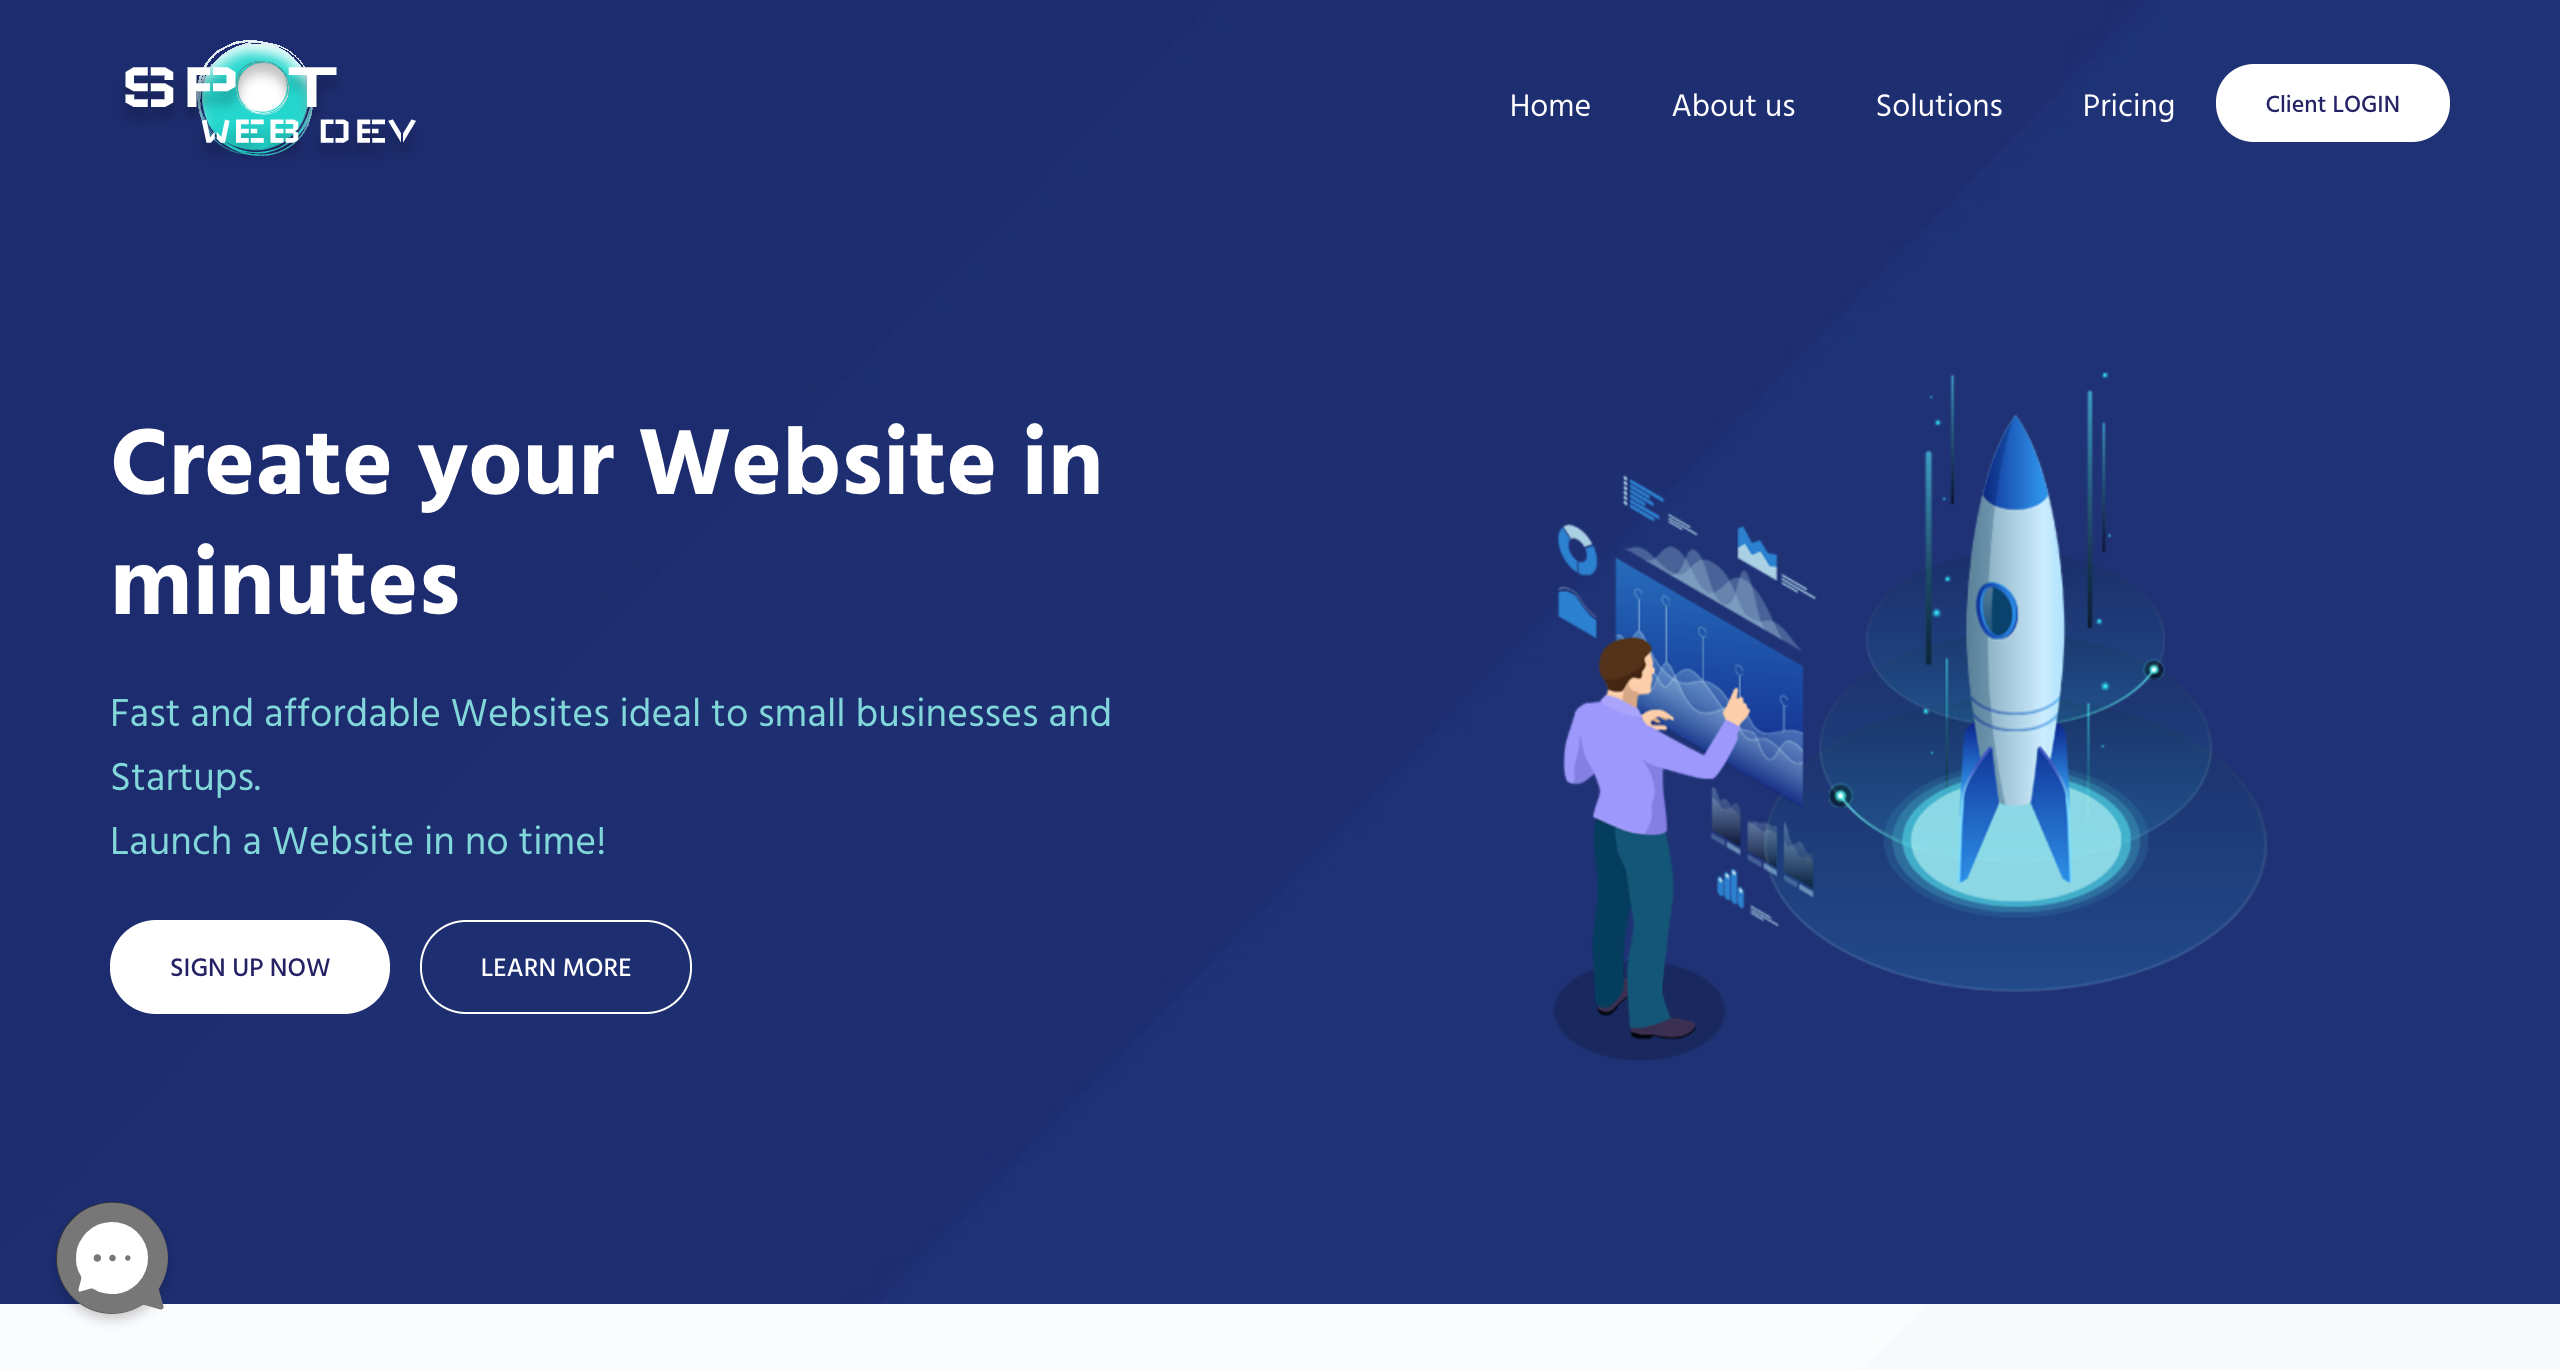 SPOT
WEB DEV
Home
About us
Solutions
Pricing
Client LOGIN
Create your Website in
minutes
Fast and affordable Websites ideal to small businesses and
Startups.
Launch a Website in no time!
SIGN UP NOW
LEARN MORE